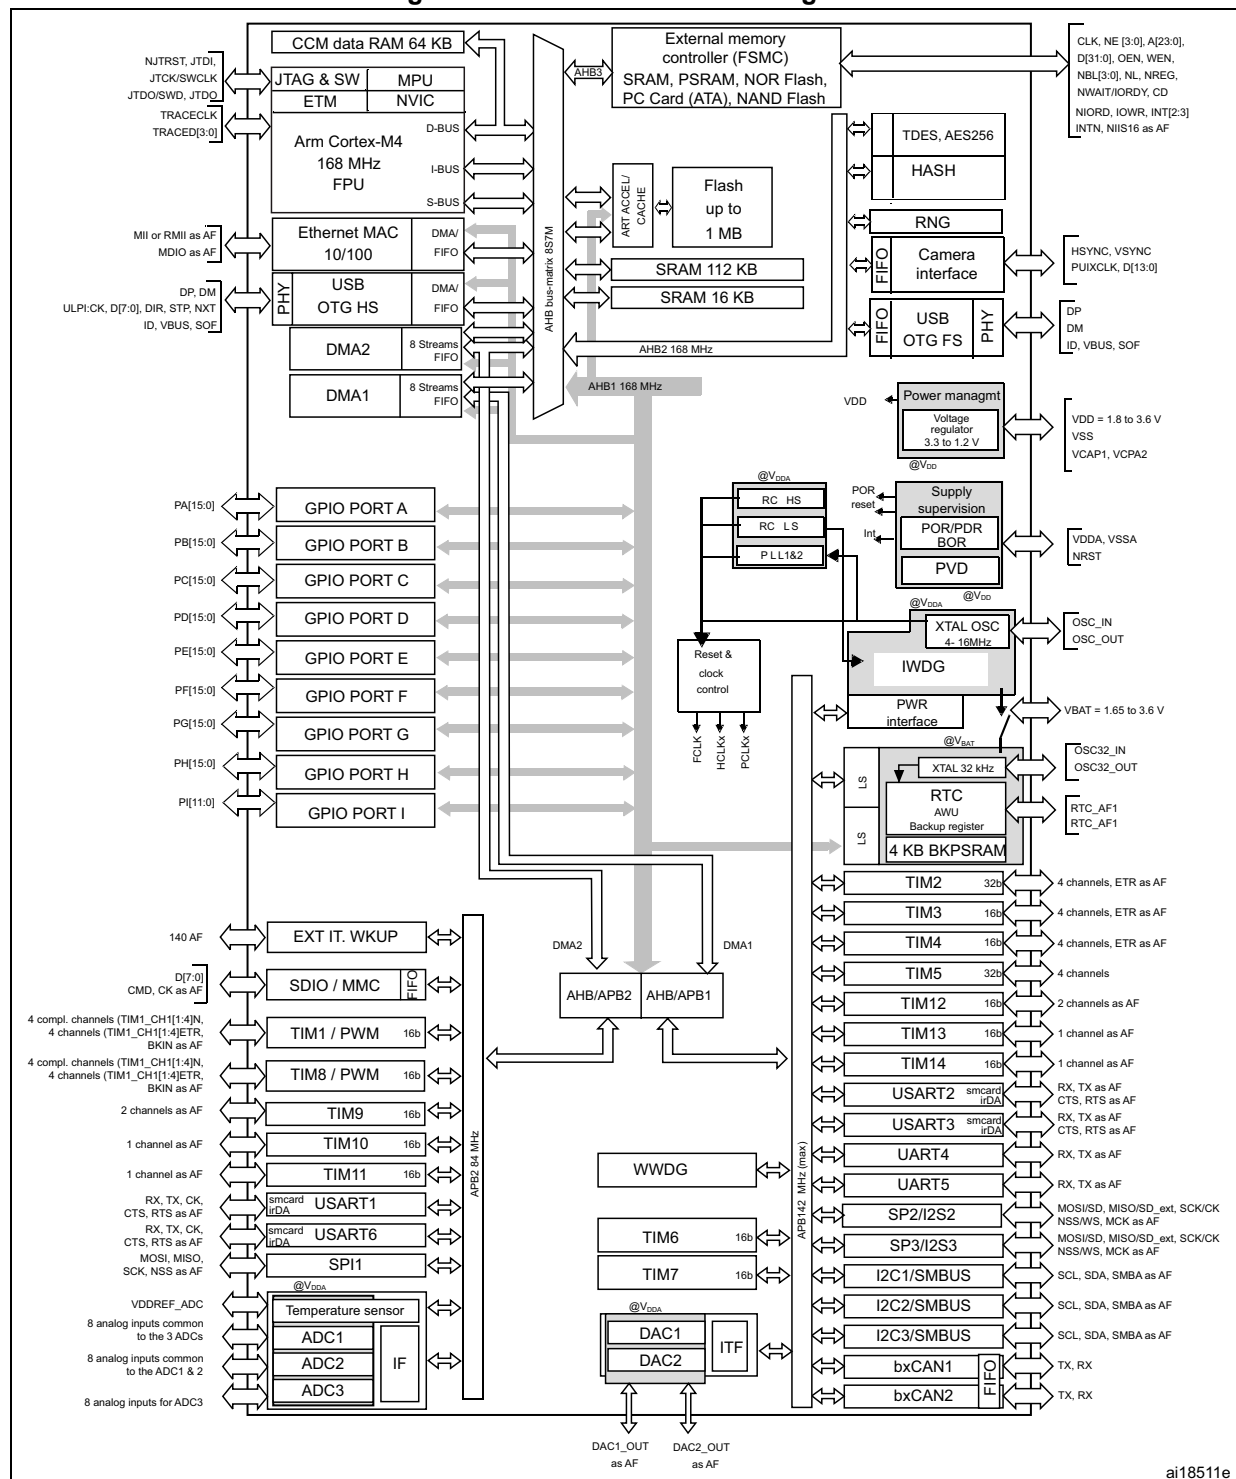 CCM data RAM 64 KB
External memory
controller (FSMC)
SRAM, PSRAM, NOR Flash,
PC Card (ATA), NAND Flash
CLK, NE [3:0], A[23:0],
D[31:0], OEN, WEN,
NBL[3:0], NL, NREG,
NWAIT/IORDY, CD
NIORD, IOWR, INT[2:3]
INTN, NIIS16 as AF
NJTRST, JTDI,
JTCK/SWCLK
JTDO/SWD, JTDO
TRACECLK
TRACED[3:0]
JTAG & SW
MPU
ETM
NVIC
Arm Cortex-M4
168 MHz
FPU
D-BUS
I-BUS
S-BUS
AHB3
AHB bus-matrix 8S7M
ART ACCEL/
CACHE
Flash
up to
1 MB
SRAM 112 KB
SRAM 16 KB
AHB2 168 MHz
AHB1 168 MHz
TDES, AES256
HASH
RNG
FIFO
Camera
interface
HSYNC, VSYNC
PUIXCLK, D[13:0]
FIFO
USB
OTG FS
PHY
DP
DM
ID, VBUS, SOF
MII or RMII as AF
MDIO as AF
Ethernet MAC
10/100
DMA/
FIFO
DP, DM
ULPI:CK, D[7:0], DIR, STP, NXT
ID, VBUS, SOF
PHY
USB
OTG HS
DMA/
FIFO
DMA2
8 Streams
FIFO
DMA1
8 Streams
FIFO
VDD
Power managmt
Voltage
regulator
3.3 to 1.2 V
@VDD
VDD = 1.8 to 3.6 V
VSS
VCAP1, VCPA2
@VDDA
RC HS
RC LS
PLL1&2
POR
reset
Int
Supply
supervision
POR/PDR
BOR
PVD
@VDD
VDDA, VSSA
NRST
@VDDA
XTAL OSC
4- 16MHz
IWDG
OSC_IN
OSC_OUT
Reset &
clock
control
FCLK
HCLKx
PCLKx
PWR
interface
VBAT = 1.65 to 3.6 V
@VBAT
LS
LS
XTAL 32 kHz
RTC
AWU
Backup register
4 KB BKPSRAM
OSC32_IN
OSC32_OUT
RTC_AF1
RTC_AF1
PA[15:0]
GPIO PORT A
PB[15:0]
GPIO PORT B
PC[15:0]
GPIO PORT C
PD[15:0]
GPIO PORT D
PE[15:0]
GPIO PORT E
PF[15:0]
GPIO PORT F
PG[15:0]
GPIO PORT G
PH[15:0]
GPIO PORT H
PI[11:0]
GPIO PORT I
DMA2
DMA1
AHB/APB2
AHB/APB1
140 AF
EXT IT. WKUP
D[7:0]
CMD, CK as AF
SDIO / MMC
FIFO
4 compl. channels (TIM1_CH1[1:4]N,
4 channels (TIM1_CH1[1:4]ETR,
BKIN as AF
TIM1 / PWM 16b
4 compl. channels (TIM1_CH1[1:4]N,
4 channels (TIM1_CH1[1:4]ETR,
BKIN as AF
TIM8 / PWM 16b
2 channels as AF
TIM9 16b
1 channel as AF
TIM10 16b
1 channel as AF
TIM11 16b
RX, TX, CK,
CTS, RTS as AF
smcard
irDA
USART1
RX, TX, CK,
CTS, RTS as AF
smcard
irDA
USART6
MOSI, MISO,
SCK, NSS as AF
SPI1
@VDDA
VDDREF_ADC
Temperature sensor
8 analog inputs common
to the 3 ADCs
ADC1
8 analog inputs common
to the ADC1 & 2
ADC2
8 analog inputs for ADC3
ADC3
IF
APB2 84 MHz
WWDG
TIM6 16b
TIM7 16b
@VDDA
DAC1
DAC2
ITF
DAC1_OUT
as AF
DAC2_OUT
as AF
APB142 MHz (max)
TIM2 32b
4 channels, ETR as AF
TIM3 16b
4 channels, ETR as AF
TIM4 16b
4 channels, ETR as AF
TIM5 32b
4 channels
TIM12 16b
2 channels as AF
TIM13 16b
1 channel as AF
TIM14 16b
1 channel as AF
USART2
smcard
irDA
RX, TX as AF
CTS, RTS as AF
USART3
smcard
irDA
RX, TX as AF
CTS, RTS as AF
UART4
RX, TX as AF
UART5
RX, TX as AF
SP2/I2S2
MOSI/SD, MISO/SD_ext, SCK/CK
NSS/WS, MCK as AF
SP3/I2S3
MOSI/SD, MISO/SD_ext, SCK/CK
NSS/WS, MCK as AF
I2C1/SMBUS
SCL, SDA, SMBA as AF
I2C2/SMBUS
SCL, SDA, SMBA as AF
I2C3/SMBUS
SCL, SDA, SMBA as AF
bxCAN1
TX, RX
bxCAN2
FIFO
TX, RX
ai18511e